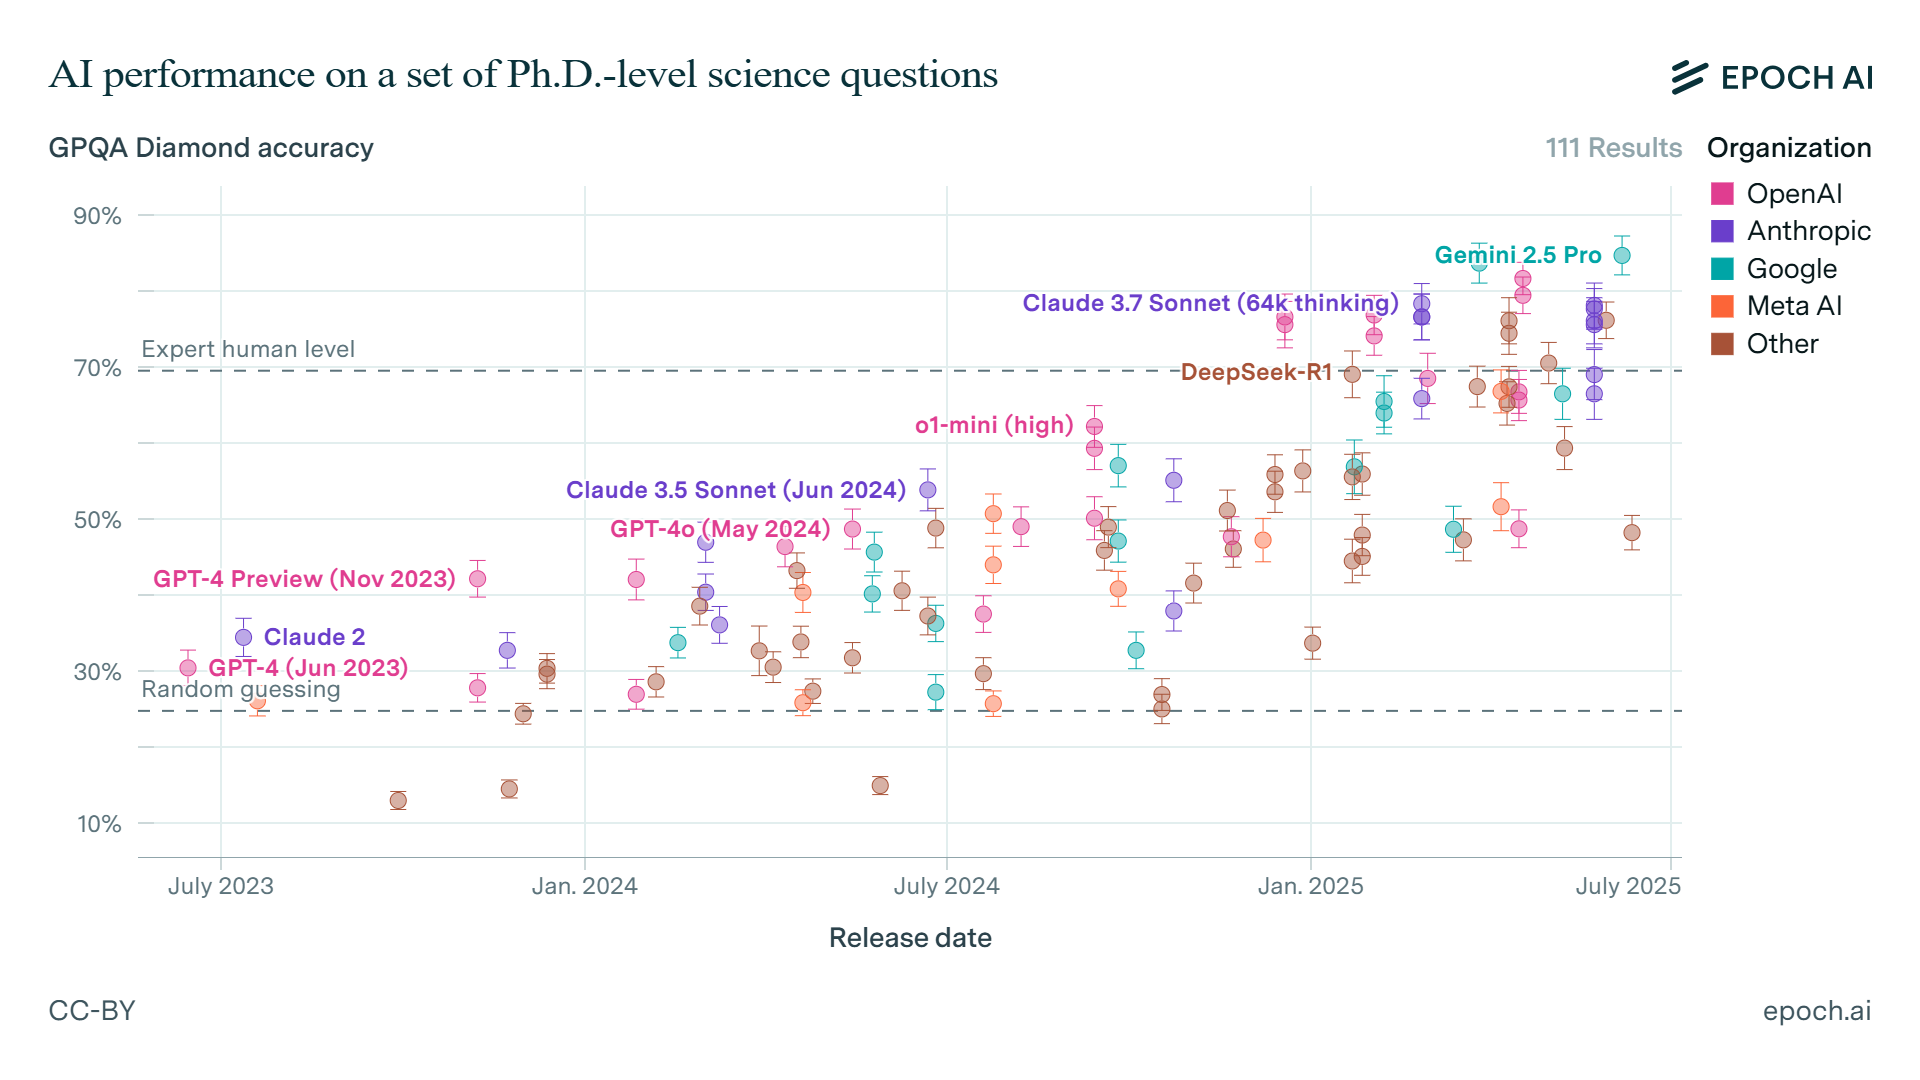 AI performance on a set of Ph.D.-level science questions
EPOCH AI
GPQA Diamond accuracy
111 Results
Organization
OpenAI
Anthropic
Google
Meta AI
Other
90%
70%
50%
30%
10%
Gemini 2.5 Pro
Claude 3.7 Sonnet (64k thinking)
Expert human level
DeepSeek-R1
o1-mini (high)
Claude 3.5 Sonnet (Jun 2024)
GPT-4o (May 2024)
GPT-4 Preview (Nov 2023)
Claude 2
GPT-4 (Jun 2023)
Random guessing
July 2023
Jan. 2024
July 2024
Jan. 2025
July 2025
Release date
CC-BY
epoch.ai